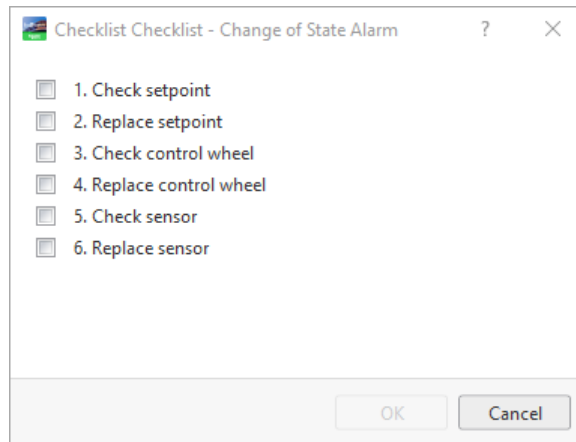 Checklist Checklist - Change of State Alarm ?
1. Check setpoint
2. Replace setpoint
3. Check control wheel
4. Replace control wheel
5. Check sensor
6. Replace sensor
OK Cancel